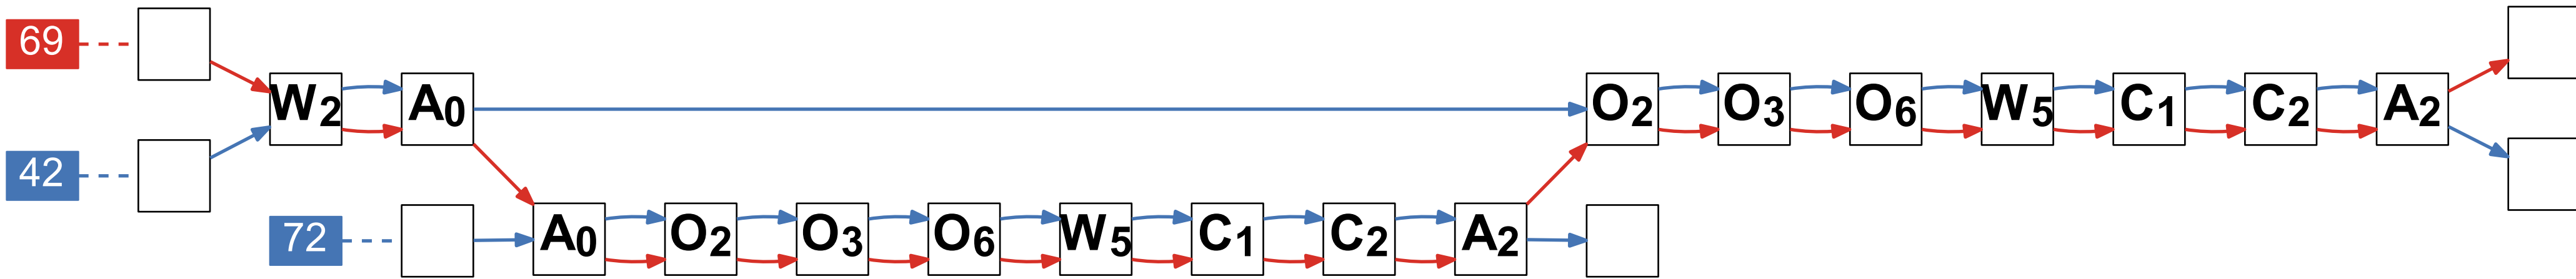 69
W2 A0 O2 O3 O6 W5 C1 C2 A2
42
72 A0 O2 O3 O6 W5 C1 C2 A2